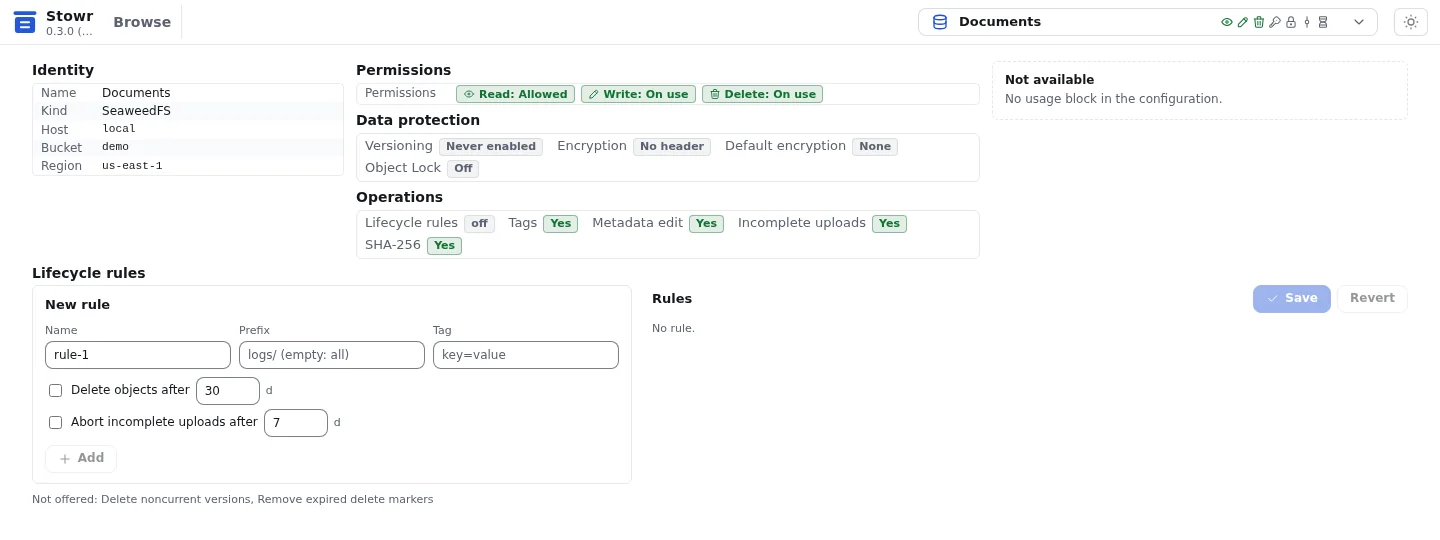 Stowr
0.3.0 (...
Browse
Documents
Identity
Name Documents
Kind SeaweedFS
Host local
Bucket demo
Region us-east-1
Permissions
Permissions Read: Allowed Write: On use Delete: On use
Data protection
Versioning Never enabled Encryption No header Default encryption None
Object Lock Off
Operations
Lifecycle rules off Tags Yes Metadata edit Yes Incomplete uploads Yes
SHA-256 Yes
Not available
No usage block in the configuration.
Lifecycle rules
New rule
Name Prefix Tag
rule-1 logs/ (empty: all) key=value
Delete objects after 30 d
Abort incomplete uploads after 7 d
Add
Not offered: Delete noncurrent versions, Remove expired delete markers
Rules Save Revert
No rule.